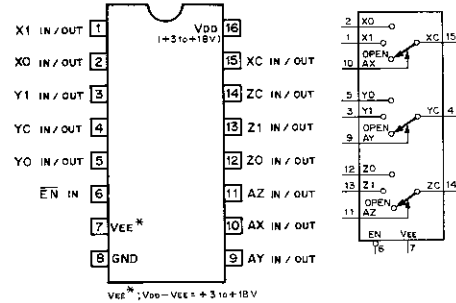 X1 IN/OUT 1
X0 IN/OUT 2
Y1 IN/OUT 3
YC IN/OUT 4
Y0 IN/OUT 5
EN IN 6
7 VEE*
8 GND
VDD 16
(+3 to +18V)
15 XC IN/OUT
14 ZC IN/OUT
13 Z1 IN/OUT
12 Z0 IN/OUT
11 AZ IN/OUT
10 AX IN/OUT
9 AY IN/OUT
VEE*; VDD-VEE=+3 to +18V
2 X0
1 X1 XC 15
OPEN
10 AX
5 Y0
3 Y1 YC 4
OPEN
9 AY
12 Z0
13 Z1 ZC 14
OPEN
11 AZ
EN VEE
6 7